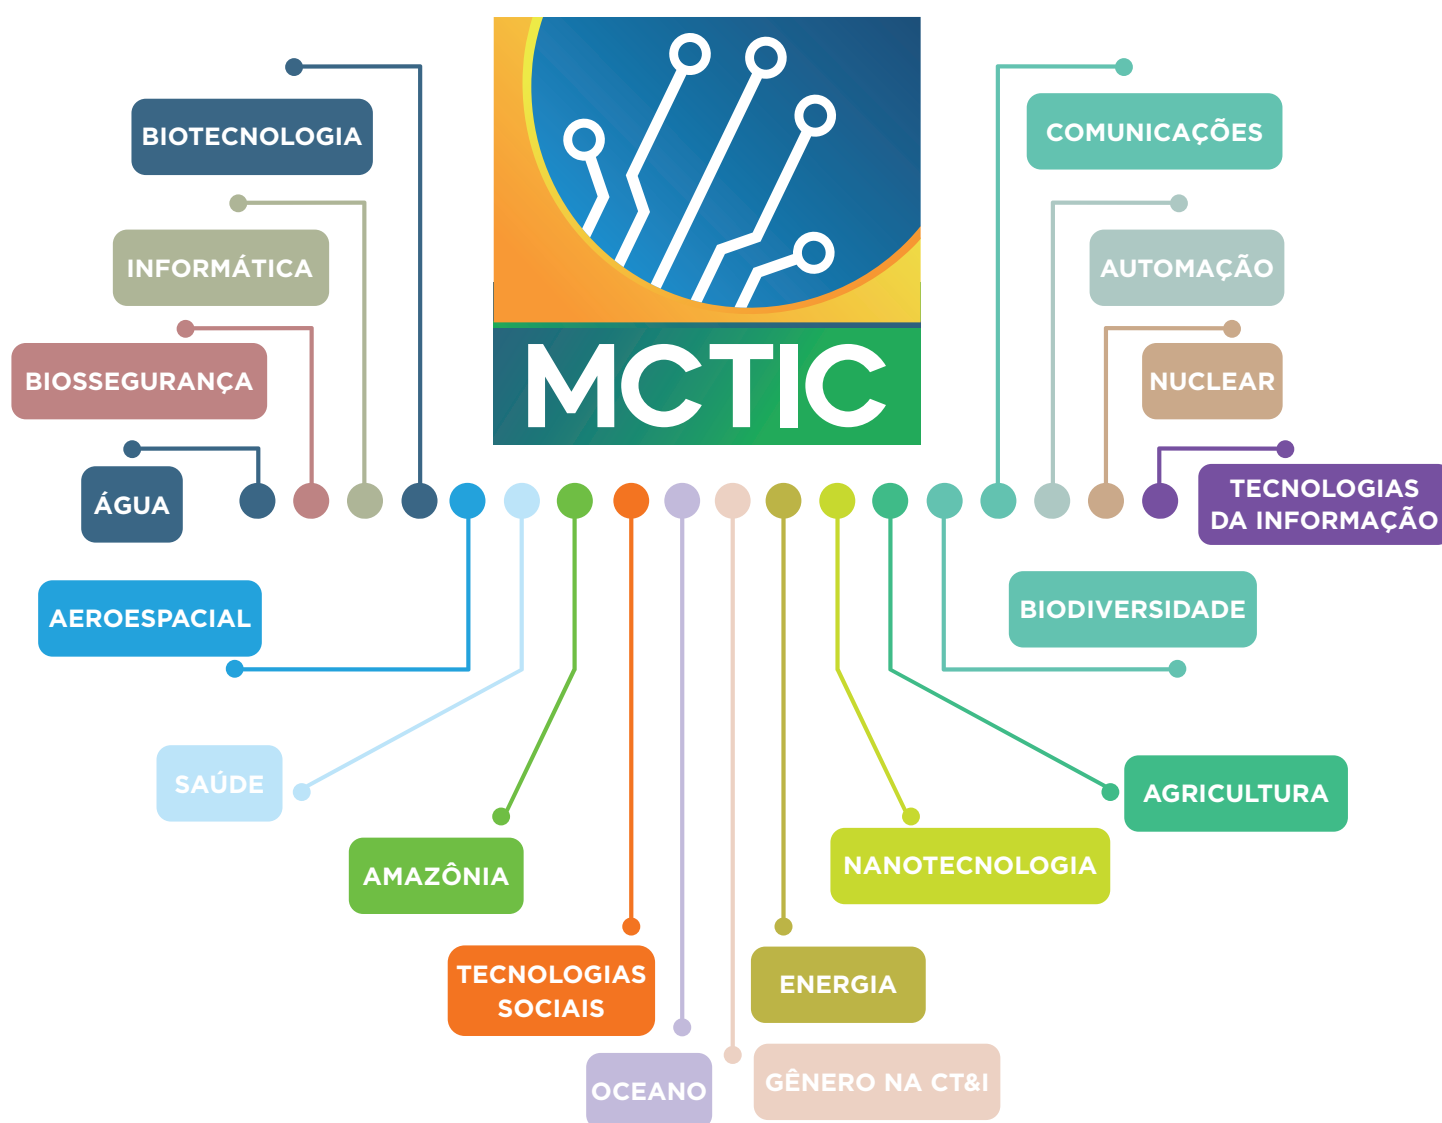 BIOTECNOLOGIA
COMUNICAÇÕES
INFORMÁTICA
AUTOMAÇÃO
BIOSSEGURANÇA
MCTIC
NUCLEAR
ÁGUA
TECNOLOGIAS
DA INFORMAÇÃO
AEROESPACIAL
BIODIVERSIDADE
SAÚDE
AGRICULTURA
AMAZÔNIA
NANOTECNOLOGIA
TECNOLOGIAS
SOCIAIS
ENERGIA
OCEANO
GÊNERO NA CT&I